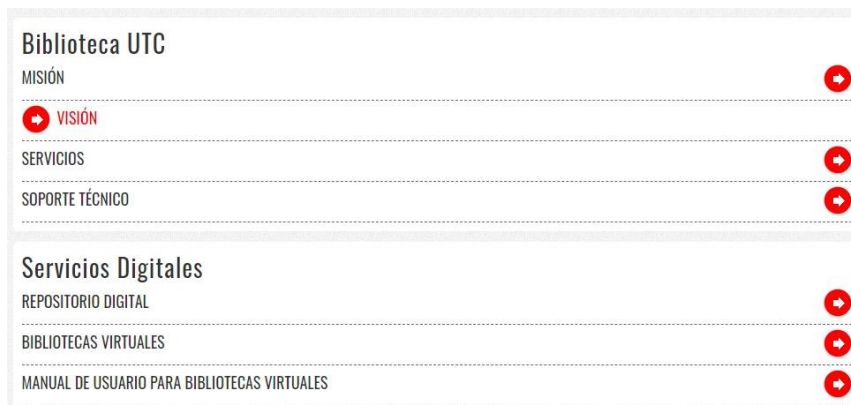 Biblioteca UTC
MISIÓN
VISIÓN
SERVICIOS
SOPORTE TÉCNICO
Servicios Digitales
REPOSITORIO DIGITAL
BIBLIOTECAS VIRTUALES
MANUAL DE USUARIO PARA BIBLIOTECAS VIRTUALES